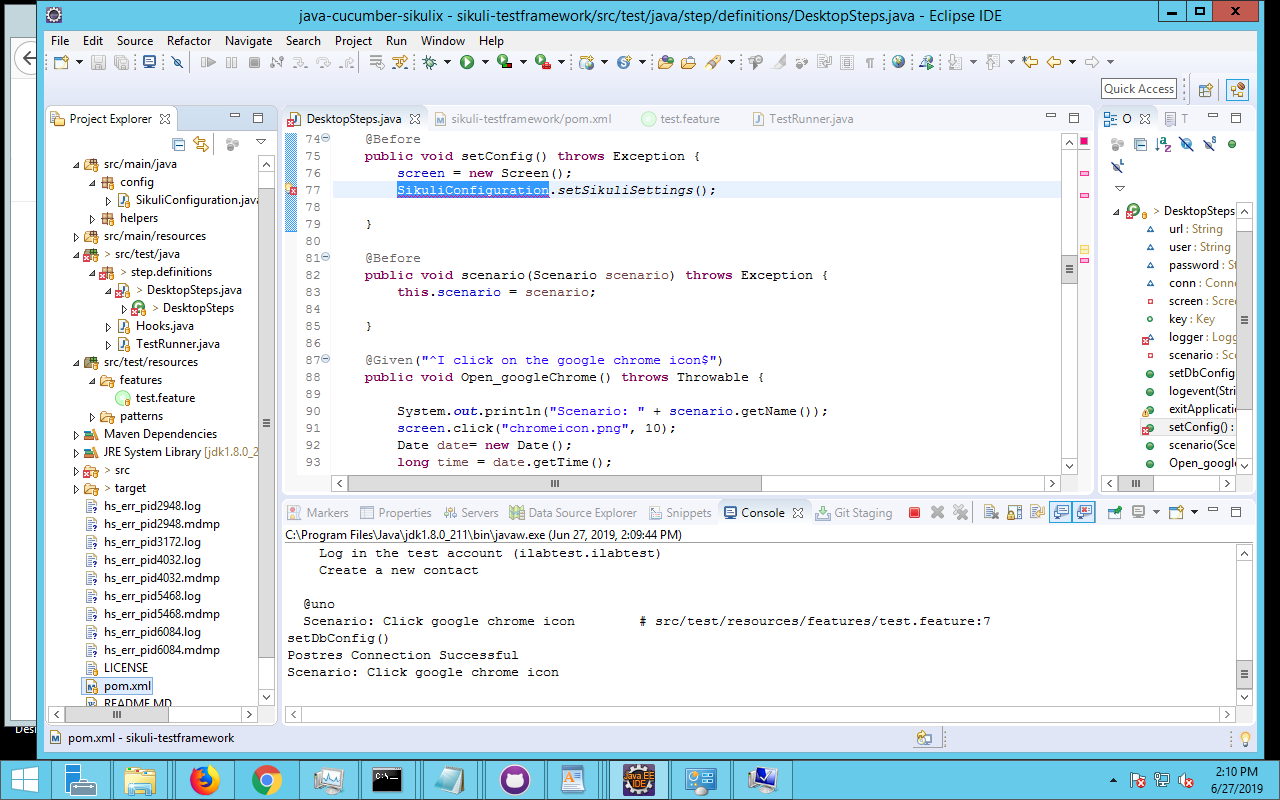 java-cucumber-sikulix - sikuli-testframework/src/test/java/step/definitions/DesktopSteps.java - Eclipse IDE
File Edit Source Refactor Navigate Search Project Run Window Help
Quick Access
Project Explorer
src/main/java
config
SikuliConfiguration.java
helpers
src/main/resources
> src/test/java
> step.definitions
> DesktopSteps.java
> DesktopSteps
Hooks.java
TestRunner.java
src/test/resources
features
test.feature
patterns
Maven Dependencies
JRE System Library [jdk1.8.0_2
> src
> target
hs_err_pid2948.log
hs_err_pid2948.mdmp
hs_err_pid3172.log
hs_err_pid4032.log
hs_err_pid4032.mdmp
hs_err_pid5468.log
hs_err_pid5468.mdmp
hs_err_pid6084.log
hs_err_pid6084.mdmp
LICENSE
pom.xml
README.MD
DesktopSteps.java sikuli-testframework/pom.xml test.feature TestRunner.java
74 @Before
75 public void setConfig() throws Exception {
76 screen = new Screen();
77 SikuliConfiguration.setSikuliSettings();
78
79 }
80
81 @Before
82 public void scenario(Scenario scenario) throws Exception {
83 this.scenario = scenario;
84
85 }
86
87 @Given("^I click on the google chrome icon$")
88 public void Open_googleChrome() throws Throwable {
89
90 System.out.println("Scenario: " + scenario.getName());
91 screen.click("chromeicon.png", 10);
92 Date date= new Date();
93 long time = date.getTime();
O T
> DesktopSteps
url : String
user : String
password : St
conn : Conne
screen : Scree
key : Key
logger : Logg
scenario : Sce
setDbConfig
logevent(Stri
exitApplicatio
setConfig() :
scenario(Sce
Open_google
Markers Properties Servers Data Source Explorer Snippets Console Git Staging
C:\Program Files\Java\jdk1.8.0_211\bin\javaw.exe (Jun 27, 2019, 2:09:44 PM)
Log in the test account (ilabtest.ilabtest)
Create a new contact
@uno
Scenario: Click google chrome icon # src/test/resources/features/test.feature:7
setDbConfig()
Postres Connection Successful
Scenario: Click google chrome icon
Desl
pom.xml - sikuli-testframework
C:\_
Java EE
IDE
2:10 PM
6/27/2019